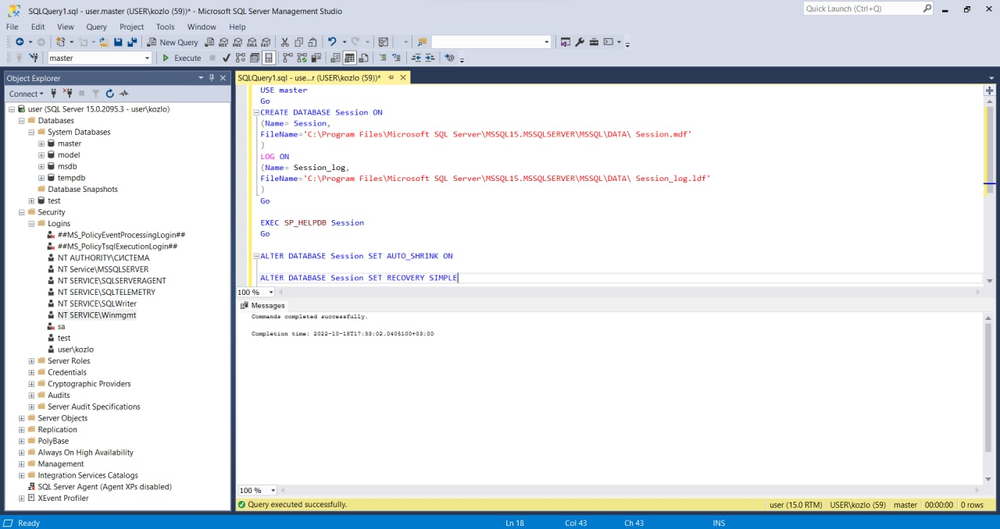 SQLQuery1.sql - user.master (USER\kozlo (59))* - Microsoft SQL Server Management Studio
Quick Launch (Ctrl+Q)
File Edit View Query Project Tools Window Help
New Query
master Execute
Object Explorer
SQLQuery1.sql - use...r (USER\kozlo (59))*
Connect
user (SQL Server 15.0.2095.3 - user\kozlo)
Databases
System Databases
master
model
msdb
tempdb
Database Snapshots
test
Security
Logins
##MS_PolicyEventProcessingLogin##
##MS_PolicyTsqlExecutionLogin##
NT AUTHORITY\СИСТЕМА
NT Service\MSSQLSERVER
NT SERVICE\SQLSERVERAGENT
NT SERVICE\SQLTELEMETRY
NT SERVICE\SQLWriter
NT SERVICE\Winmgmt
sa
test
user\kozlo
Server Roles
Credentials
Cryptographic Providers
Audits
Server Audit Specifications
Server Objects
Replication
PolyBase
Always On High Availability
Management
Integration Services Catalogs
SQL Server Agent (Agent XPs disabled)
XEvent Profiler
USE master
Go
CREATE DATABASE Session ON
(Name= Session,
FileName='C:\Program Files\Microsoft SQL Server\MSSQL15.MSSQLSERVER\MSSQL\DATA\ Session.mdf'
)
LOG ON
(Name= Session_log,
FileName='C:\Program Files\Microsoft SQL Server\MSSQL15.MSSQLSERVER\MSSQL\DATA\ Session_log.ldf'
)
Go
EXEC SP_HELPDB Session
Go
ALTER DATABASE Session SET AUTO_SHRINK ON
ALTER DATABASE Session SET RECOVERY SIMPLE
100 %
Messages
Commands completed successfully.
Completion time: 2022-10-18T17:33:02.0405100+03:00
100 %
Query executed successfully. user (15.0 RTM) USER\kozlo (59) master 00:00:00 0 rows
Ready Ln 18 Col 43 Ch 43 INS